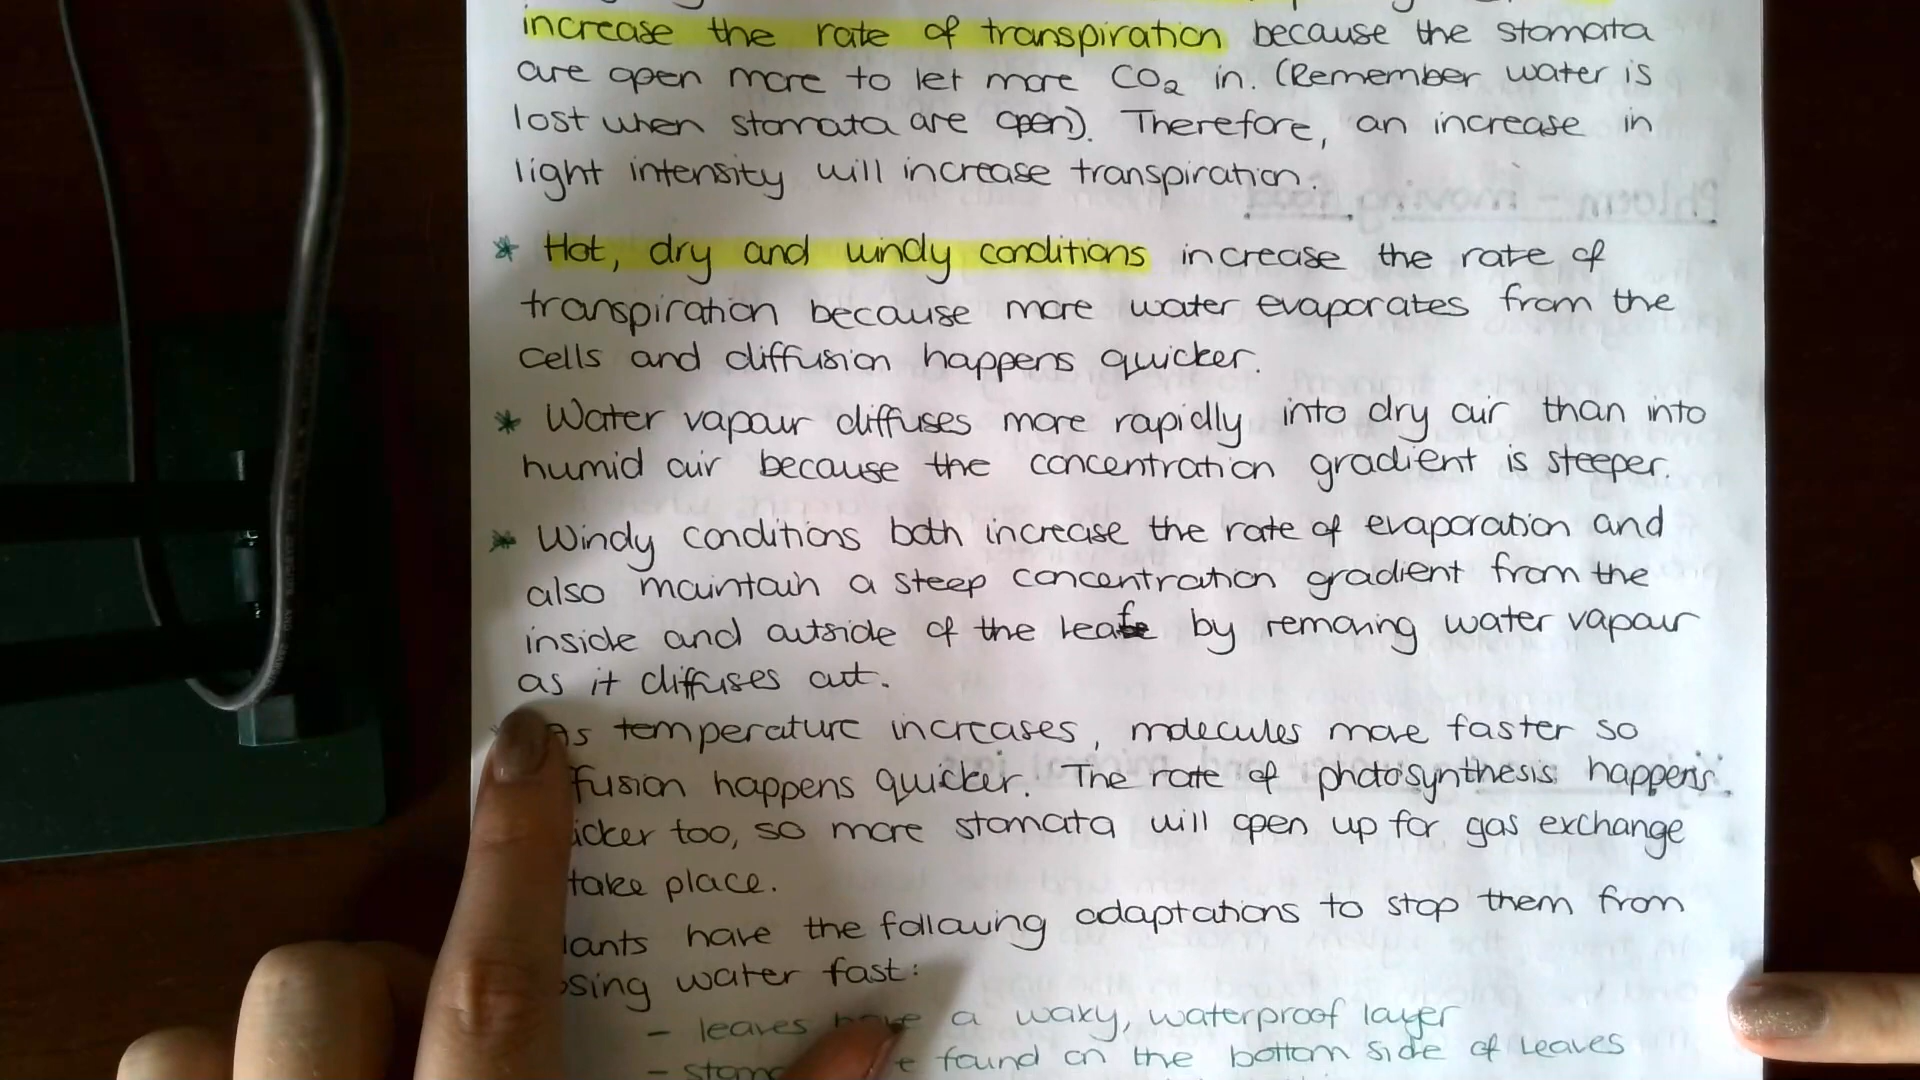 increase the rate of transpiration because the stomata
are open more to let more CO₂ in. (Remember water is
lost when stomata are open). Therefore, an increase in
light intensity will increase transpiration.
Phloem - moving food
* Hot, dry and windy conditions increase the rate of
transpiration because more water evaporates from the
cells and diffusion happens quicker.
* Water vapour diffuses more rapidly into dry air than into
humid air because the concentration gradient is steeper.
* Windy conditions both increase the rate of evaporation and
also maintain a steep concentration gradient from the
inside and outside of the leaf by removing water vapour
as it diffuses out.
As temperature increases, molecules move faster so
fusion happens quicker. The rate of photosynthesis happens
icker too, so more stomata will open up for gas exchange
take place.
lants have the following adaptations to stop them from
osing water fast:
- leaves have a waxy, waterproof layer
- stoma e found on the bottom side of leaves